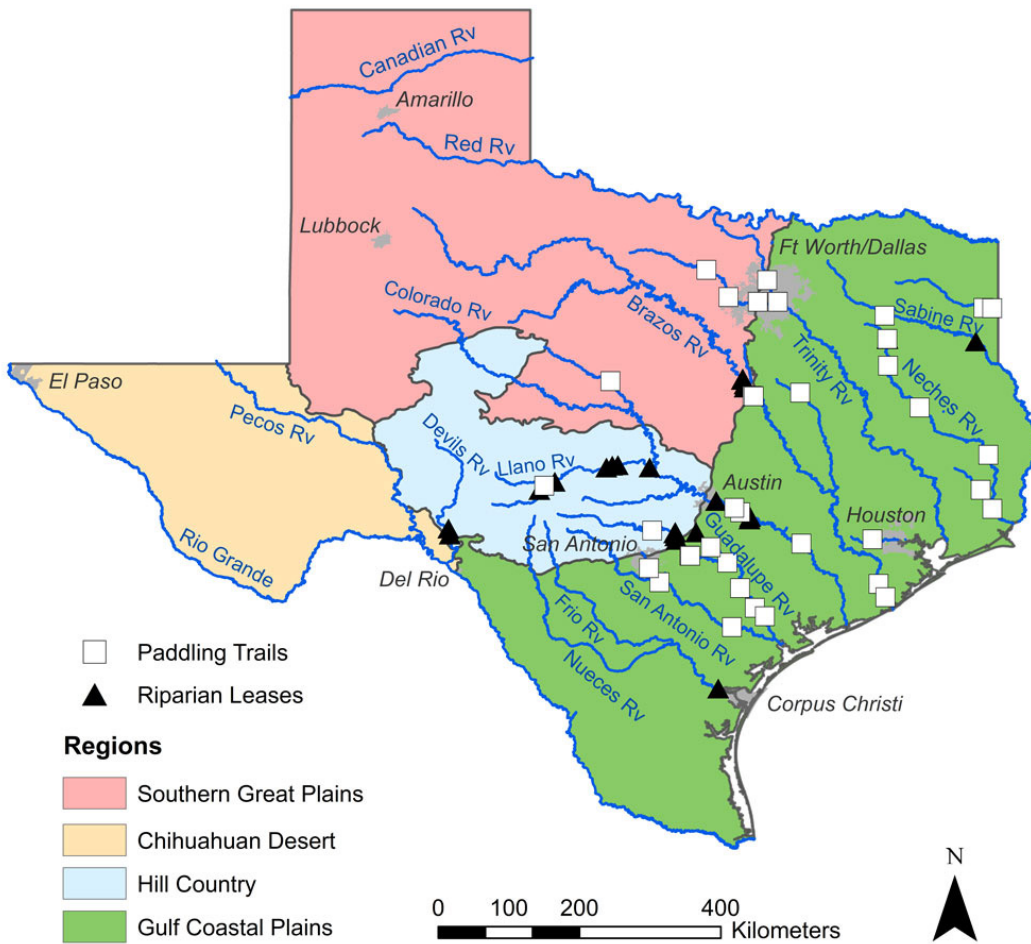 Canadian Rv
Amarillo
Red Rv
Lubbock
Ft Worth/Dallas
Colorado Rv
Brazos Rv
Sabine Rv
Trinity Rv
Neches Rv
El Paso
Pecos Rv
Devils Rv
Llano Rv
Austin
Houston
Rio Grande
San Antonio
Guadalupe Rv
Del Rio
Frio Rv
San Antonio Rv
Nueces Rv
Corpus Christi
Paddling Trails
Riparian Leases
Regions
Southern Great Plains
Chihuahuan Desert
Hill Country
Gulf Coastal Plains
N
0 100 200 400
Kilometers